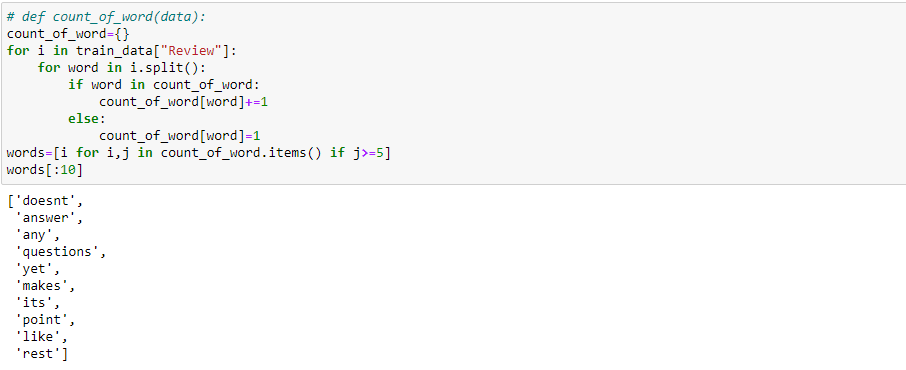 # def count_of_word(data):
count_of_word={}
for i in train_data["Review"]:
    for word in i.split():
        if word in count_of_word:
            count_of_word[word]+=1
        else:
            count_of_word[word]=1
words=[i for i,j in count_of_word.items() if j>=5]
words[:10]
['doesnt',
 'answer',
 'any',
 'questions',
 'yet',
 'makes',
 'its',
 'point',
 'like',
 'rest']